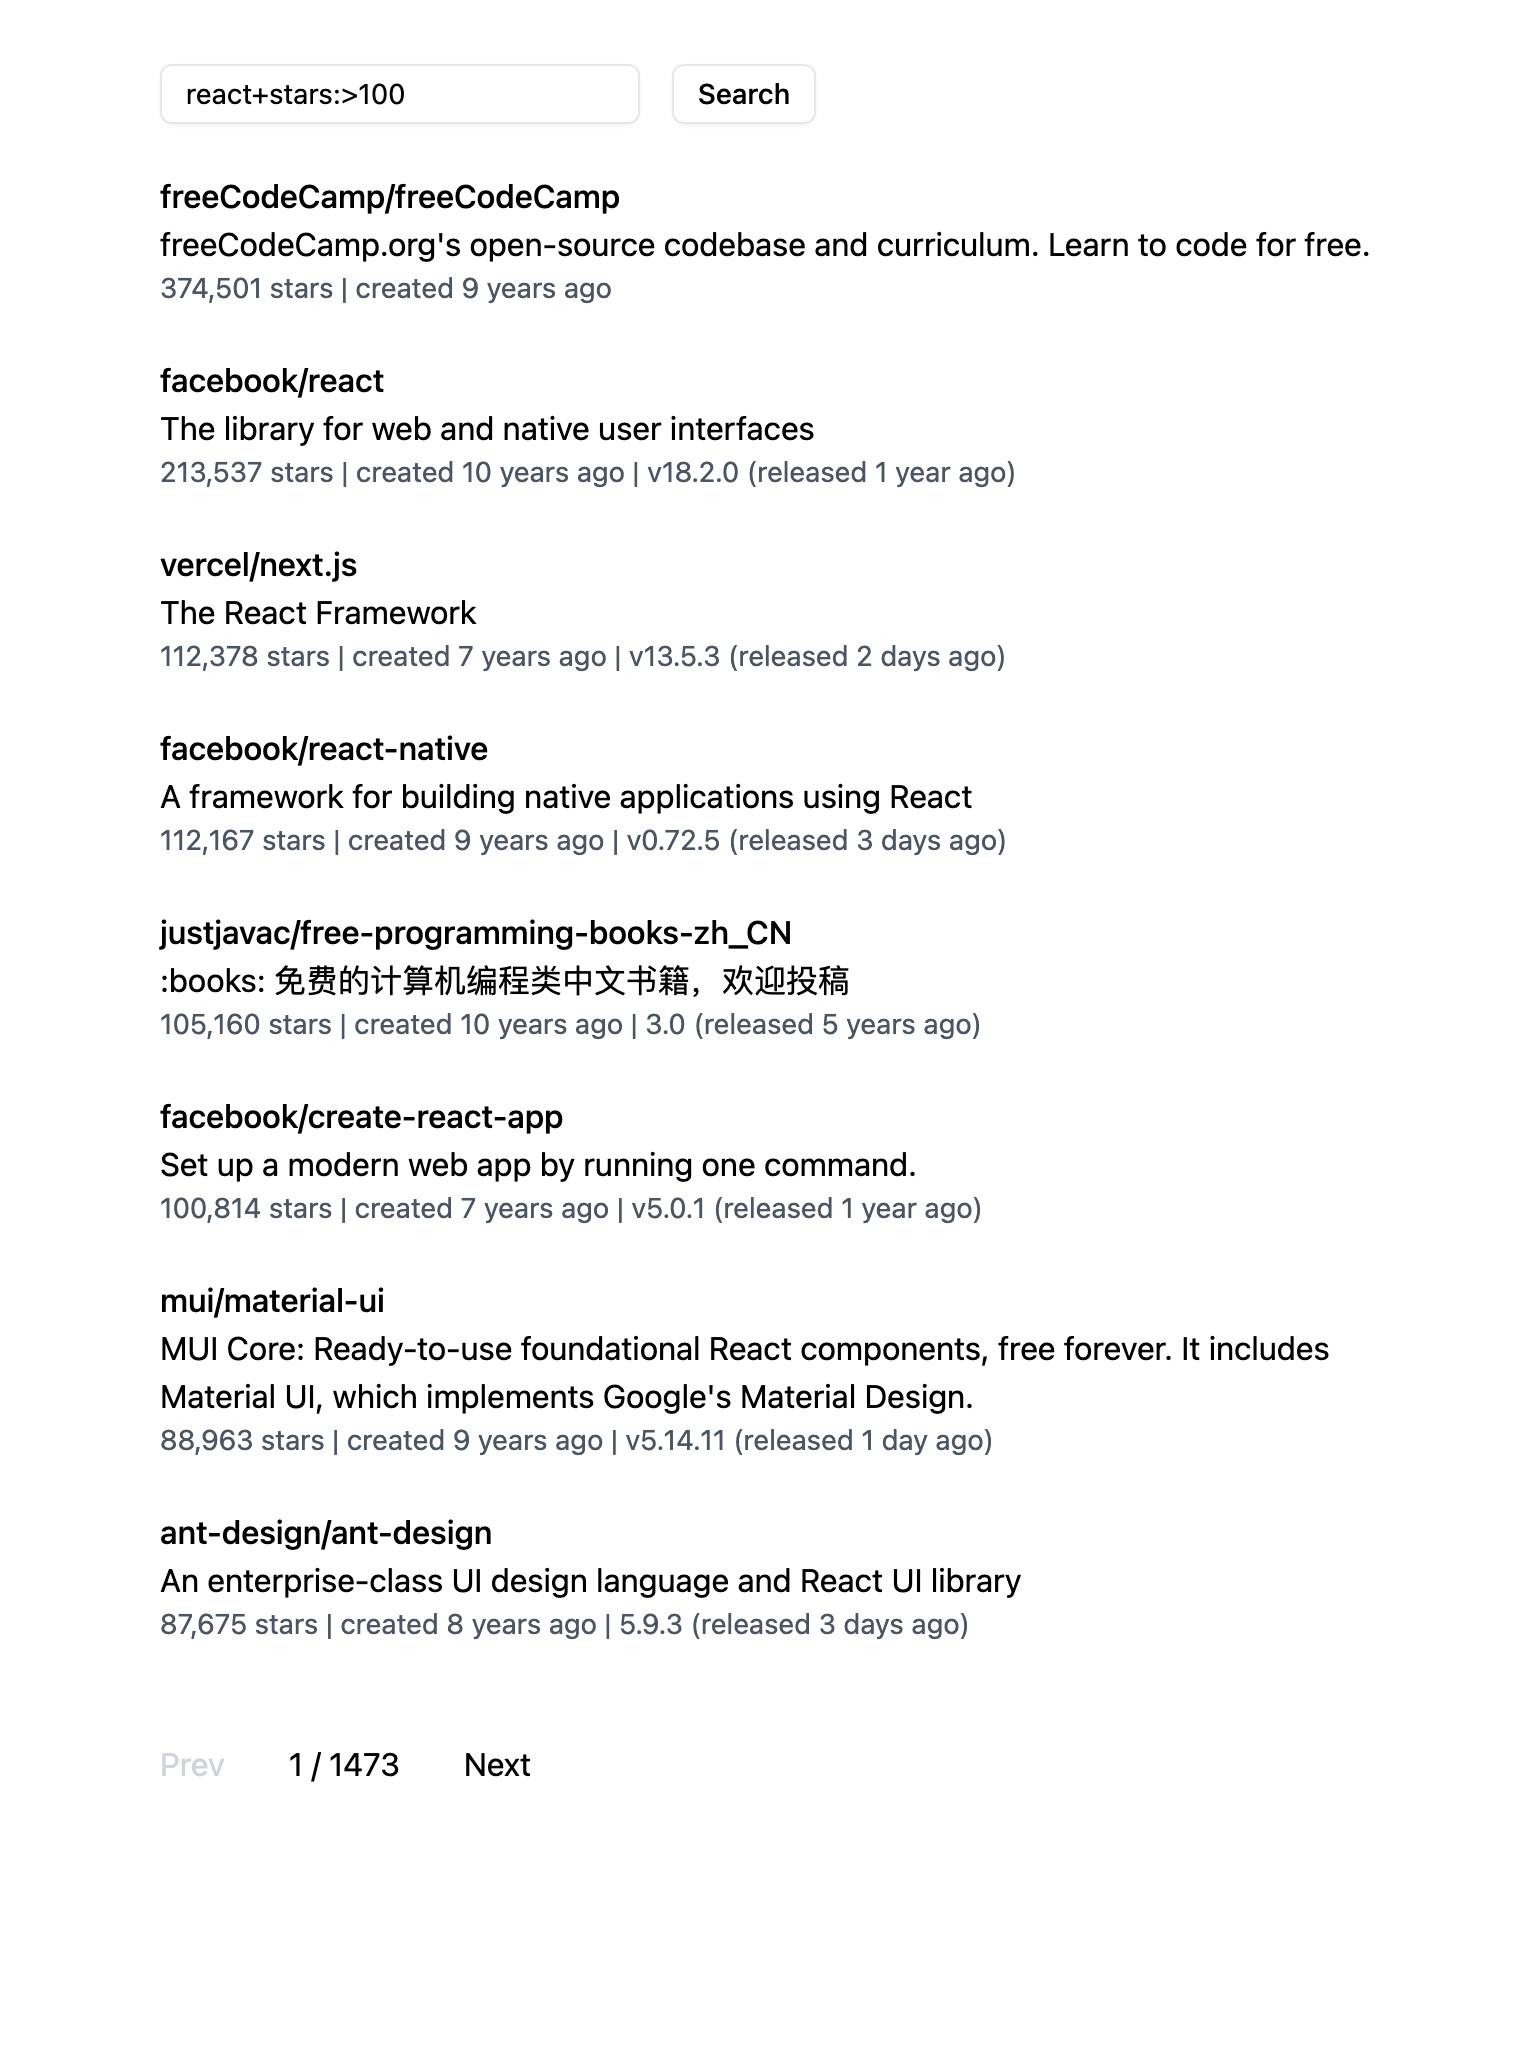 react+stars:>100
Search
freeCodeCamp/freeCodeCamp
freeCodeCamp.org's open-source codebase and curriculum. Learn to code for free.
374,501 stars | created 9 years ago
facebook/react
The library for web and native user interfaces
213,537 stars | created 10 years ago | v18.2.0 (released 1 year ago)
vercel/next.js
The React Framework
112,378 stars | created 7 years ago | v13.5.3 (released 2 days ago)
facebook/react-native
A framework for building native applications using React
112,167 stars | created 9 years ago | v0.72.5 (released 3 days ago)
justjavac/free-programming-books-zh_CN
:books: 免费的计算机编程类中文书籍，欢迎投稿
105,160 stars | created 10 years ago | 3.0 (released 5 years ago)
facebook/create-react-app
Set up a modern web app by running one command.
100,814 stars | created 7 years ago | v5.0.1 (released 1 year ago)
mui/material-ui
MUI Core: Ready-to-use foundational React components, free forever. It includes
Material UI, which implements Google's Material Design.
88,963 stars | created 9 years ago | v5.14.11 (released 1 day ago)
ant-design/ant-design
An enterprise-class UI design language and React UI library
87,675 stars | created 8 years ago | 5.9.3 (released 3 days ago)
Prev 1 / 1473 Next